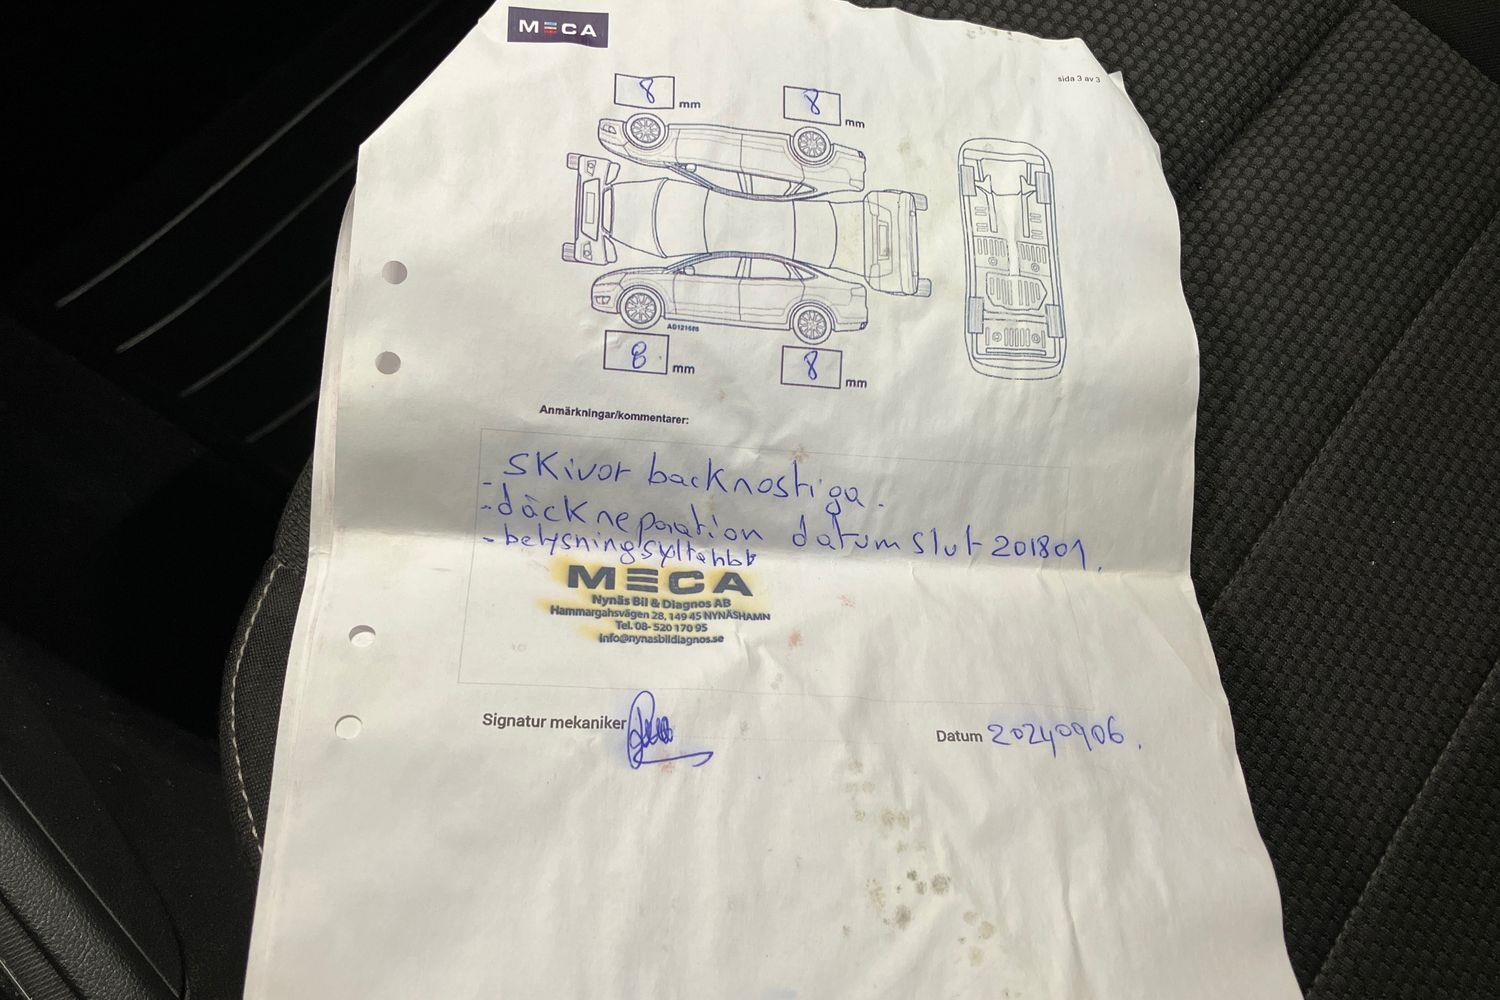 MECA
sida 3 av 3
8 mm
8 mm
AD121686
8 mm
8 mm
Anmärkningar/kommentarer:
- skivor backnostiga.
- däckreparation datum slut 201801.
- belysningsyltahbl
MECA
Nynäs Bil & Diagnos AB
Hammargahsvägen 28, 149 45 NYNÄSHAMN
Tel. 08- 520 170 95
info@nynasbildiagnos.se
Signatur mekaniker
Datum 20240906.